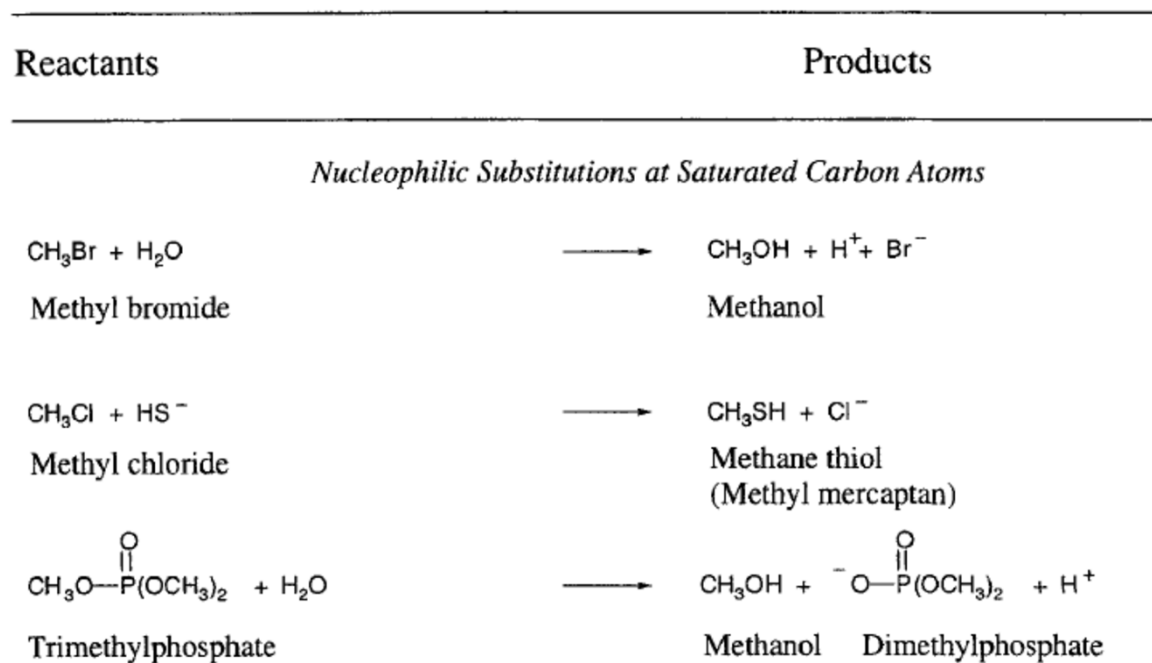 Reactants Products
Nucleophilic Substitutions at Saturated Carbon Atoms
CH₃Br + H₂O ⟶ CH₃OH + H⁺ + Br⁻
Methyl bromide Methanol
CH₃Cl + HS⁻ ⟶ CH₃SH + Cl⁻
Methyl chloride Methane thiol
(Methyl mercaptan)
O O
|| ||
CH₃O—P(OCH₃)₂ + H₂O ⟶ CH₃OH + ⁻O—P(OCH₃)₂ + H⁺
Trimethylphosphate Methanol Dimethylphosphate